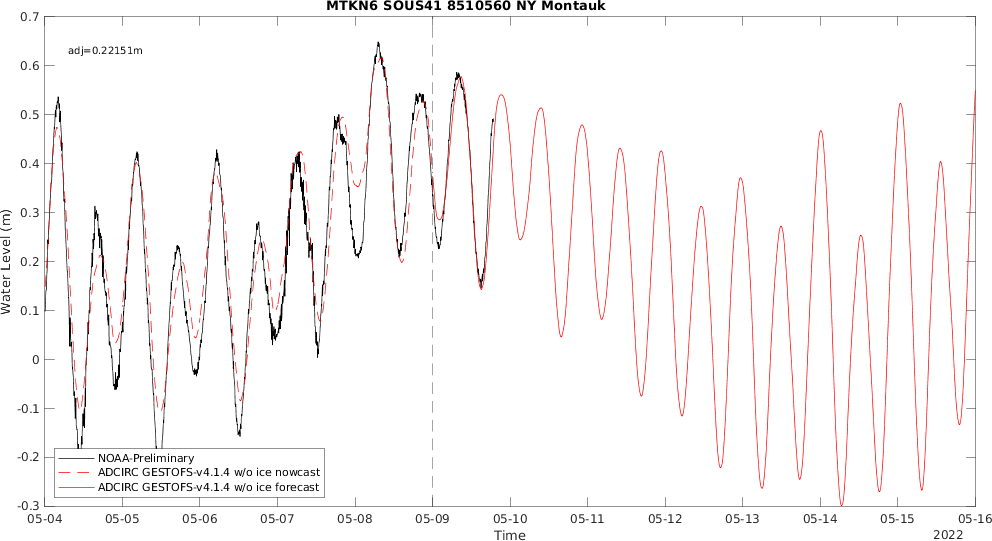 MTKN6 SOUS41 8510560 NY Montauk
adj=0.22151m
0.7
0.6
0.5
0.4
0.3
0.2
0.1
0
-0.1
-0.2
-0.3
Water Level (m)
NOAA-Preliminary
ADCIRC GESTOFS-v4.1.4 w/o ice nowcast
ADCIRC GESTOFS-v4.1.4 w/o ice forecast
05-04 05-05 05-06 05-07 05-08 05-09 05-10 05-11 05-12 05-13 05-14 05-15 05-16
Time
2022